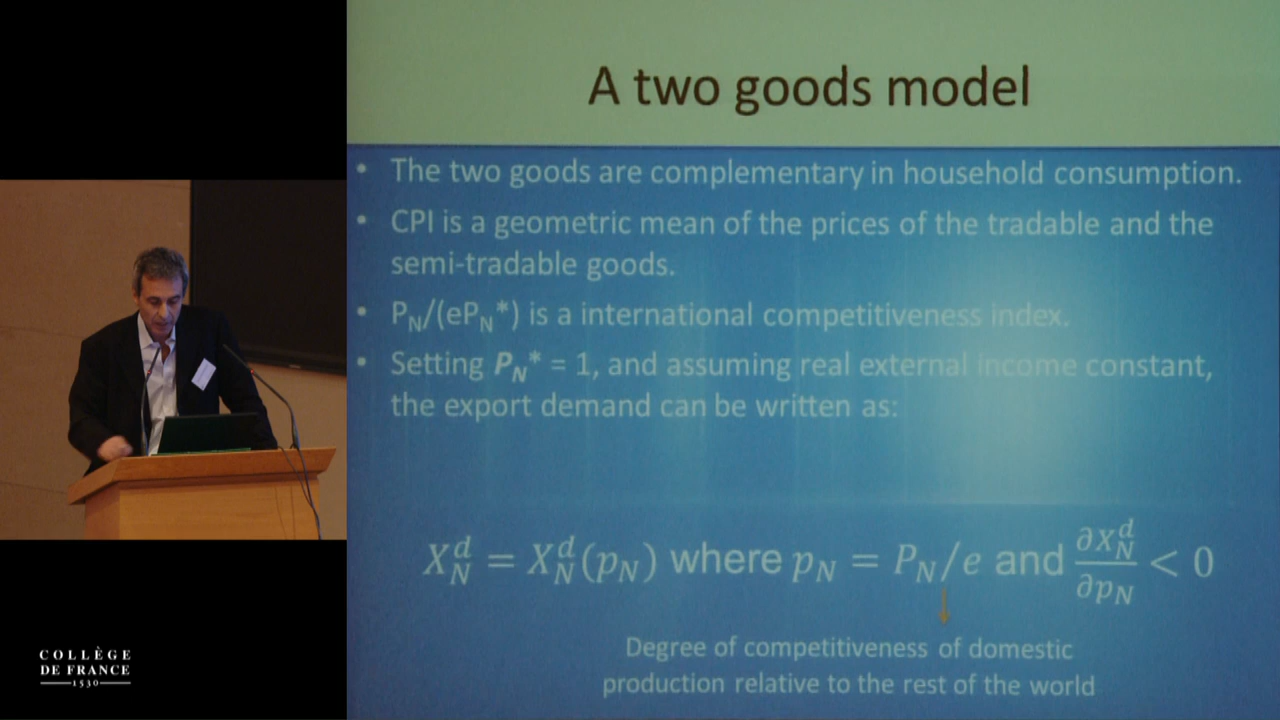 A two goods model
• The two goods are complementary in household consumption.
• CPI is a geometric mean of the prices of the tradable and the
semi-tradable goods.
• P_N/(eP_N*) is a international competitiveness index.
• Setting P_N* = 1, and assuming real external income constant,
the export demand can be written as:
X_N^d = X_N^d(p_N) where p_N = P_N/e and ∂X_N^d/∂p_N < 0
Degree of competitiveness of domestic
production relative to the rest of the world
COLLÈGE
DE FRANCE
1530